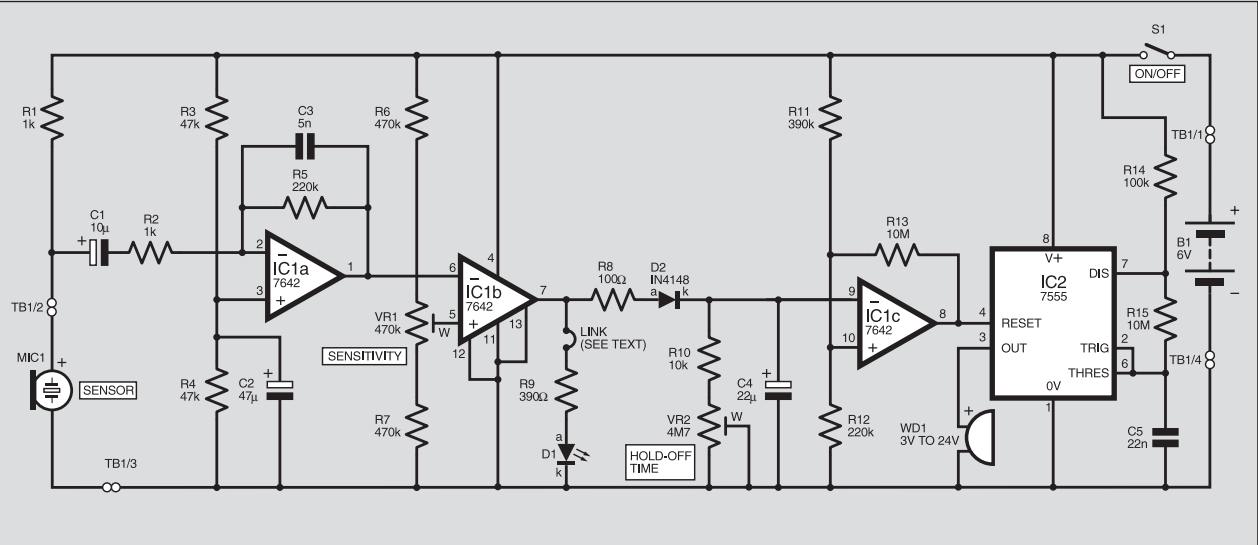 S1
ON/OFF
R1
1k
R3
47k
C3
5n
R5
220k
R6
470k
R11
390k
TB1/1
R14
100k
C1
+
10µ
R2
1k
2
−
IC1a
7642
3
+
1
4
6
−
IC1b
7642
5
+
7
12
11
13
R8
100Ω
D2
IN4148
a
k
R13
10M
9
−
IC1c
7642
10
+
8
8
V+
IC2
7555
DIS
7
4
RESET
3
OUT
TRIG
2
THRES
6
0V
1
+
B1
6V
−
R15
10M
TB1/4
TB1/2
MIC1
+
SENSOR
VR1
470k
W
SENSITIVITY
LINK
(SEE TEXT)
R4
47k
C2
47µ
+
R7
470k
R9
390Ω
a
D1
k
R10
10k
VR2
4M7
W
HOLD-OFF
TIME
+
C4
22µ
R12
220k
+
WD1
3V TO 24V
C5
22n
TB1/3